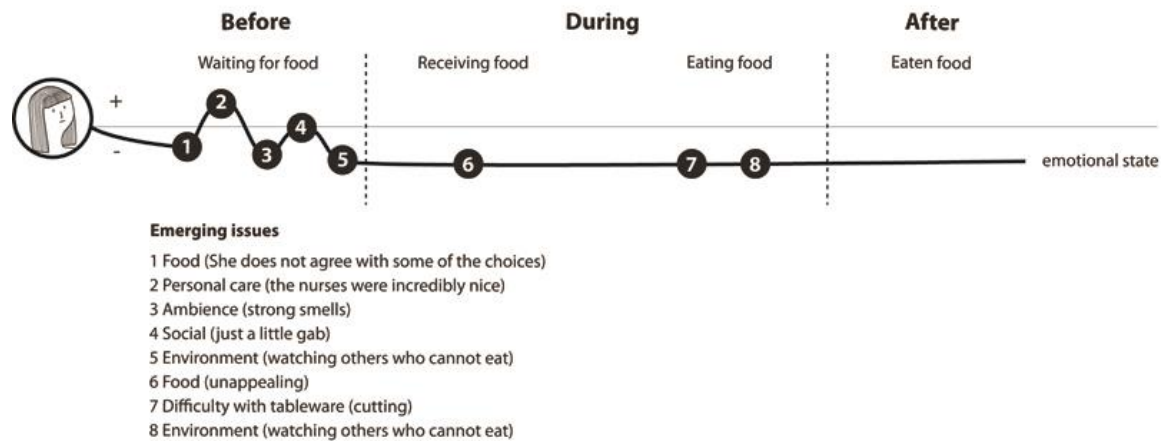 Before During After
Waiting for food Receiving food Eating food Eaten food
+
-
1 2 3 4 5 6 7 8
emotional state
Emerging issues
1 Food (She does not agree with some of the choices)
2 Personal care (the nurses were incredibly nice)
3 Ambience (strong smells)
4 Social (just a little gab)
5 Environment (watching others who cannot eat)
6 Food (unappealing)
7 Difficulty with tableware (cutting)
8 Environment (watching others who cannot eat)